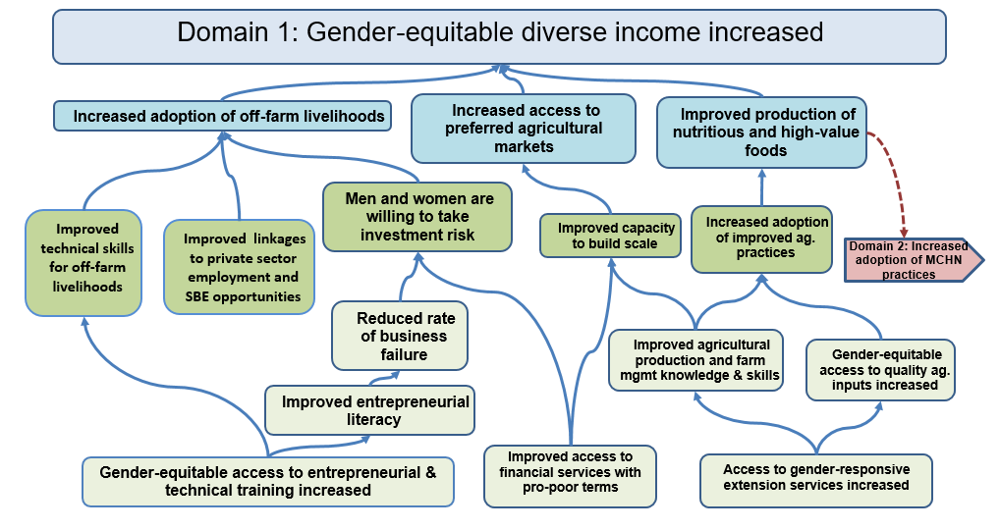 Domain 1: Gender-equitable diverse income increased
Increased adoption of off-farm livelihoods
Increased access to
preferred agricultural
markets
Improved production of
nutritious and high-value
foods
Improved
technical skills
for off-farm
livelihoods
Improved linkages
to private sector
employment and
SBE opportunities
Men and women are
willing to take
investment risk
Improved capacity
to build scale
Increased adoption
of improved ag.
practices
Domain 2: Increased
adoption of MCHN
practices
Reduced rate
of business
failure
Improved agricultural
production and farm
mgmt knowledge & skills
Gender-equitable
access to quality ag.
inputs increased
Improved entrepreneurial
literacy
Gender-equitable access to entrepreneurial &
technical training increased
Improved access to
financial services with
pro-poor terms
Access to gender-responsive
extension services increased